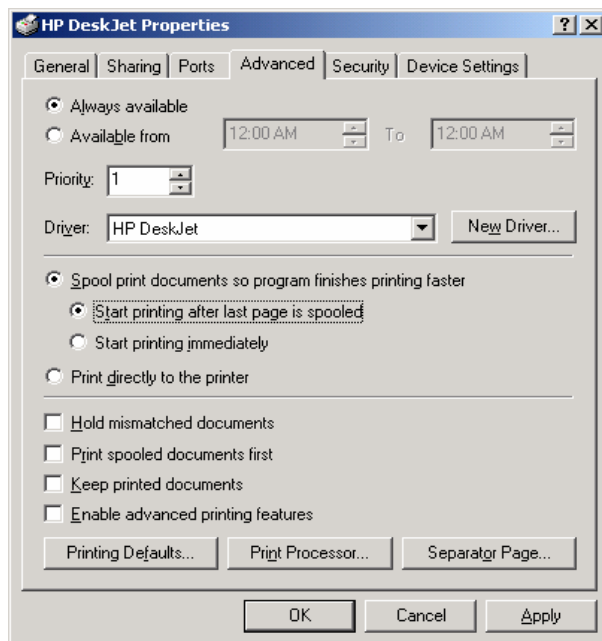 HP DeskJet Properties
General Sharing Ports Advanced Security Device Settings
Always available
Available from 12:00 AM To 12:00 AM
Priority: 1
Driver: HP DeskJet New Driver...
Spool print documents so program finishes printing faster
Start printing after last page is spooled
Start printing immediately
Print directly to the printer
Hold mismatched documents
Print spooled documents first
Keep printed documents
Enable advanced printing features
Printing Defaults... Print Processor... Separator Page...
OK Cancel Apply